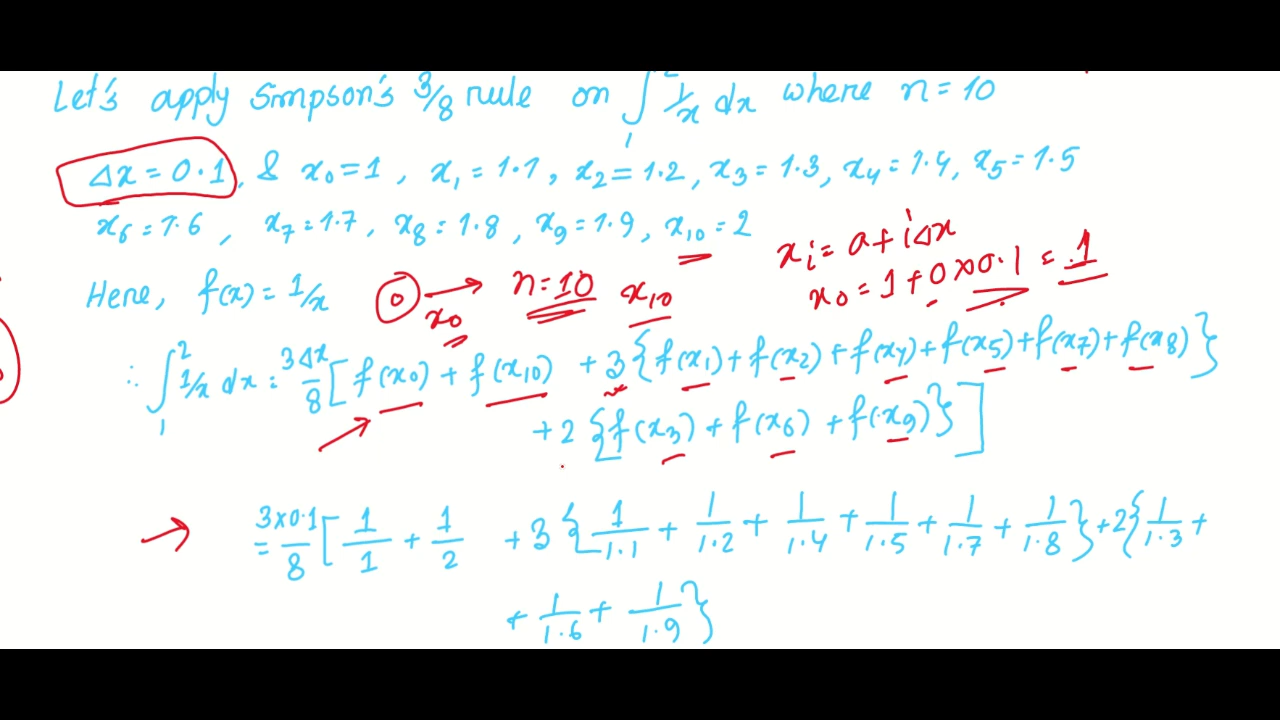 Let's apply Simpson's 3/8 rule on ∫₁² 1/x dx where n = 10
Δx = 0.1, & x₀ = 1, x₁ = 1.1, x₂ = 1.2, x₃ = 1.3, x₄ = 1.4, x₅ = 1.5
x₆ = 1.6, x₇ = 1.7, x₈ = 1.8, x₉ = 1.9, x₁₀ = 2
xᵢ = a + iΔx
x₀ = 1 + 0 × 0.1 = 1
Here, f(x) = 1/x
0 → n = 10
x₀ x₁₀
∴ ∫₁² 1/x dx = 3Δx/8 [f(x₀) + f(x₁₀) + 3{f(x₁) + f(x₂) + f(x₄) + f(x₅) + f(x₇) + f(x₈)}
+ 2{f(x₃) + f(x₆) + f(x₉)}]
→ = 3×0.1/8 [1/1 + 1/2 + 3{1/1.1 + 1/1.2 + 1/1.4 + 1/1.5 + 1/1.7 + 1/1.8} + 2{1/1.3 +
+ 1/1.6 + 1/1.9}